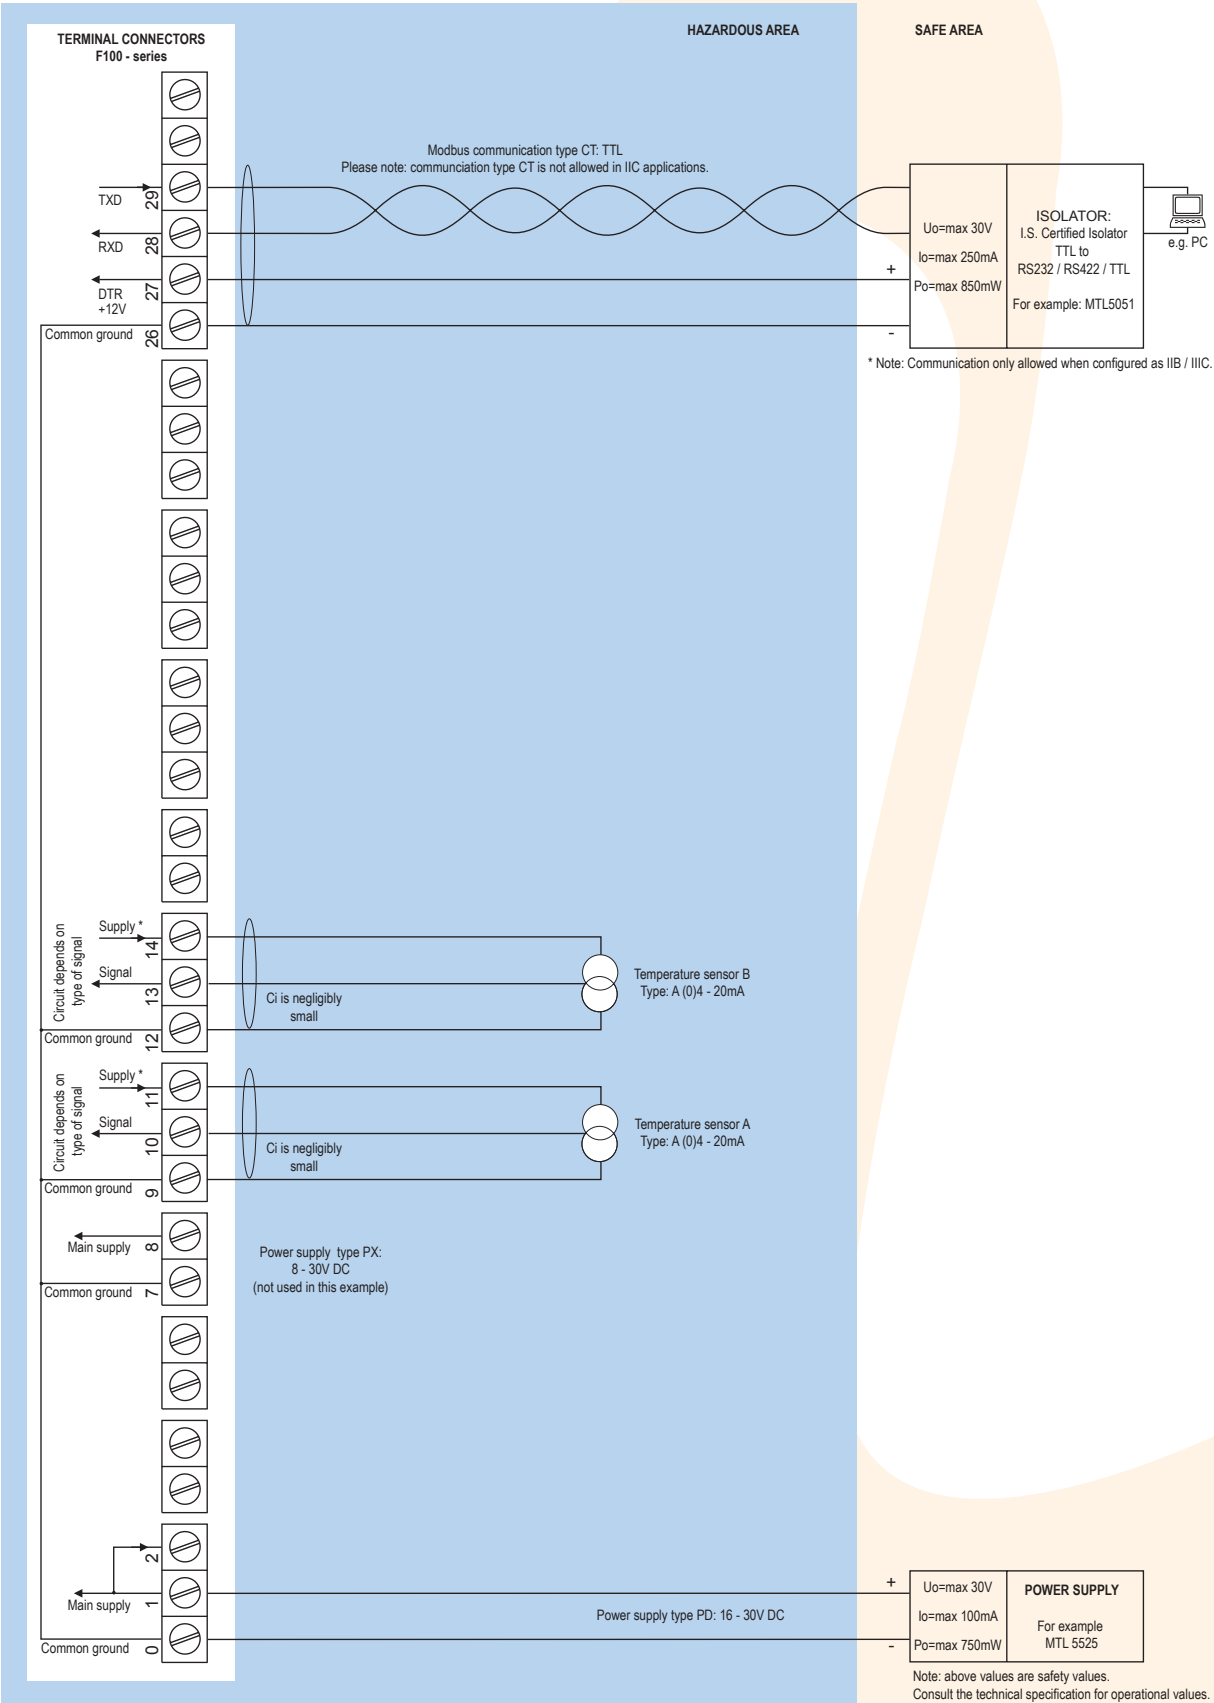 HAZARDOUS AREA
SAFE AREA
TERMINAL CONNECTORS
F100 - series
Modbus communication type CT: TTL
Please note: communciation type CT is not allowed in IIC applications.
TXD
29
RXD
28
DTR
+12V
27
Common ground
26
+
-
Uo=max 30V
Io=max 250mA
Po=max 850mW
ISOLATOR:
I.S. Certified Isolator
TTL to
RS232 / RS422 / TTL
For example: MTL5051
e.g. PC
* Note: Communication only allowed when configured as IIB / IIIC.
Circuit depends on
type of signal
Supply *
14
Signal
13
Common ground
12
Ci is negligibly
small
Temperature sensor B
Type: A (0)4 - 20mA
Circuit depends on
type of signal
Supply *
11
Signal
10
Common ground
9
Ci is negligibly
small
Temperature sensor A
Type: A (0)4 - 20mA
Main supply
8
Common ground
7
Power supply type PX:
8 - 30V DC
(not used in this example)
2
Main supply
1
Common ground
0
Power supply type PD: 16 - 30V DC
+
-
Uo=max 30V
Io=max 100mA
Po=max 750mW
POWER SUPPLY
For example
MTL 5525
Note: above values are safety values.
Consult the technical specification for operational values.